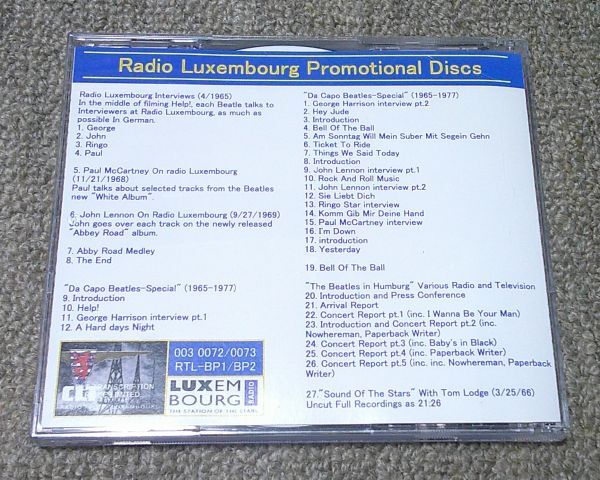 Radio Luxembourg Promotional Discs
Radio Luxembourg Interviews (4/1965)
In the middle of filming Help!, each Beatle talks to
Interviewers at Radio Luxembourg, as much as
possible In German.
1. George
2. John
3. Ringo
4. Paul
5. Paul McCartney On radio Luxembourg
(11/21/1968)
Paul talks about selected tracks from the Beatles
new "White Album".
6. John Lennon On Radio Luxembourg (9/27/1969)
John goes over each track on the newly released
"Abbey Road" album.
7. Abby Road Medley
8. The End
"Da Capo Beatles-Special" (1965-1977)
9. Introduction
10. Help!
11. George Harrison interview pt.1
12. A Hard days Night
TRANSCRIPTION
LIMITED
003 0072/0073
RTL-BP1/BP2
LUXEM
BOURG
RADIO
THE STATION OF THE STARS
"Da Capo Beatles-Special" (1965-1977)
1. George Harrison interview pt.2
2. Hey Jude
3. Introduction
4. Bell Of The Ball
5. Am Sonntag Will Mein Suber Mit Segein Gehn
6. Ticket To Ride
7. Things We Said Today
8. Introduction
9. John Lennon interview pt.1
10. Rock And Roll Music
11. John Lennon interview pt.2
12. Sie Liebt Dich
13. Ringo Star interview
14. Komm Gib Mir Deine Hand
15. Paul McCartney interview
16. I'm Down
17. introduction
18. Yesterday
19. Bell Of The Ball
"The Beatles in Humburg" Various Radio and Television
20. Introduction and Press Conference
21. Arrival Report
22. Concert Report pt.1 (inc. I Wanna Be Your Man)
23. Introduction and Concert Report pt.2 (inc.
Nowhereman, Paperback Writer)
24. Concert Report pt.3 (inc. Baby's in Black)
25. Concert Report pt.4 (inc. Paperback Writer)
26. Concert Report pt.5 (inc. inc. Nowhereman, Paperback
Writer)
27."Sound Of The Stars" With Tom Lodge (3/25/66)
Uncut Full Recordings as 21:26